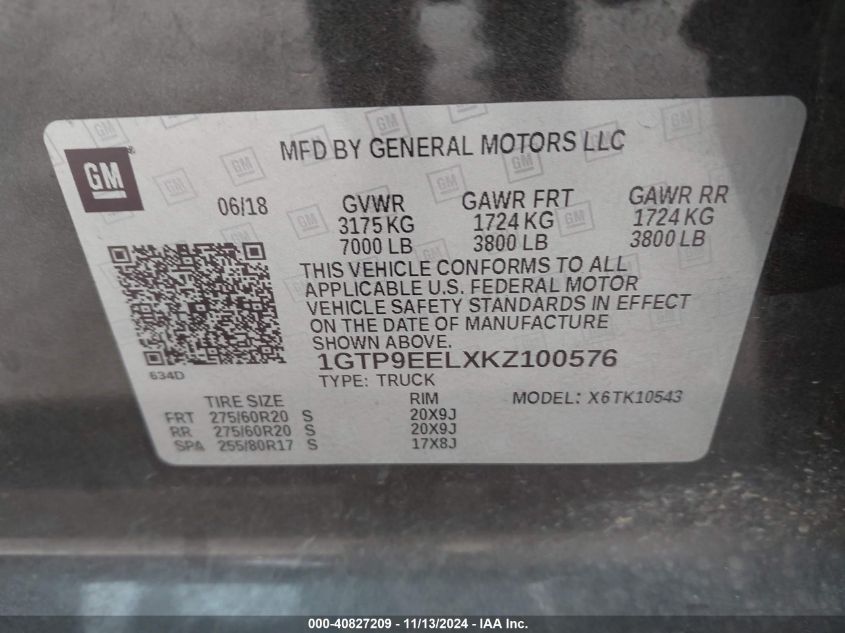 GM
MFD BY GENERAL MOTORS LLC
06/18 GVWR GAWR FRT GAWR RR
3175 KG 1724 KG 1724 KG
7000 LB 3800 LB 3800 LB
THIS VEHICLE CONFORMS TO ALL
APPLICABLE U.S. FEDERAL MOTOR
VEHICLE SAFETY STANDARDS IN EFFECT
ON THE DATE OF MANUFACTURE
SHOWN ABOVE.
634D
1GTP9EELXKZ100576
TYPE: TRUCK
TIRE SIZE RIM MODEL: X6TK10543
FRT 275/60R20 S 20X9J
RR 275/60R20 S 20X9J
SPA 255/80R17 S 17X8J
000-40827209 - 11/13/2024 - IAA Inc.